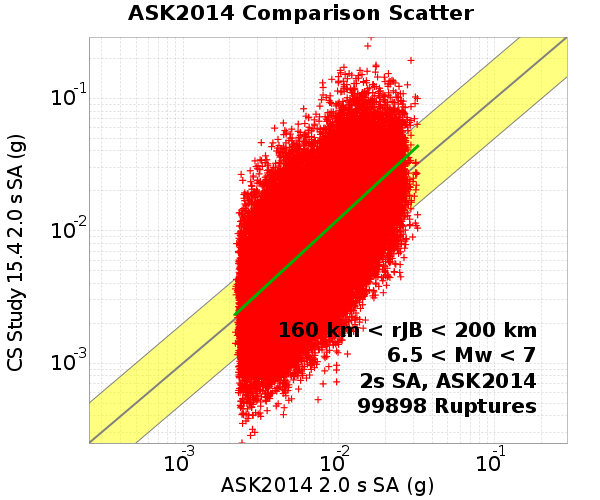 ASK2014 Comparison Scatter
CS Study 15.4 2.0 s SA (g)
10⁻¹
10⁻²
10⁻³
160 km < rJB < 200 km
6.5 < Mw < 7
2s SA, ASK2014
99898 Ruptures
10⁻³ 10⁻² 10⁻¹
ASK2014 2.0 s SA (g)